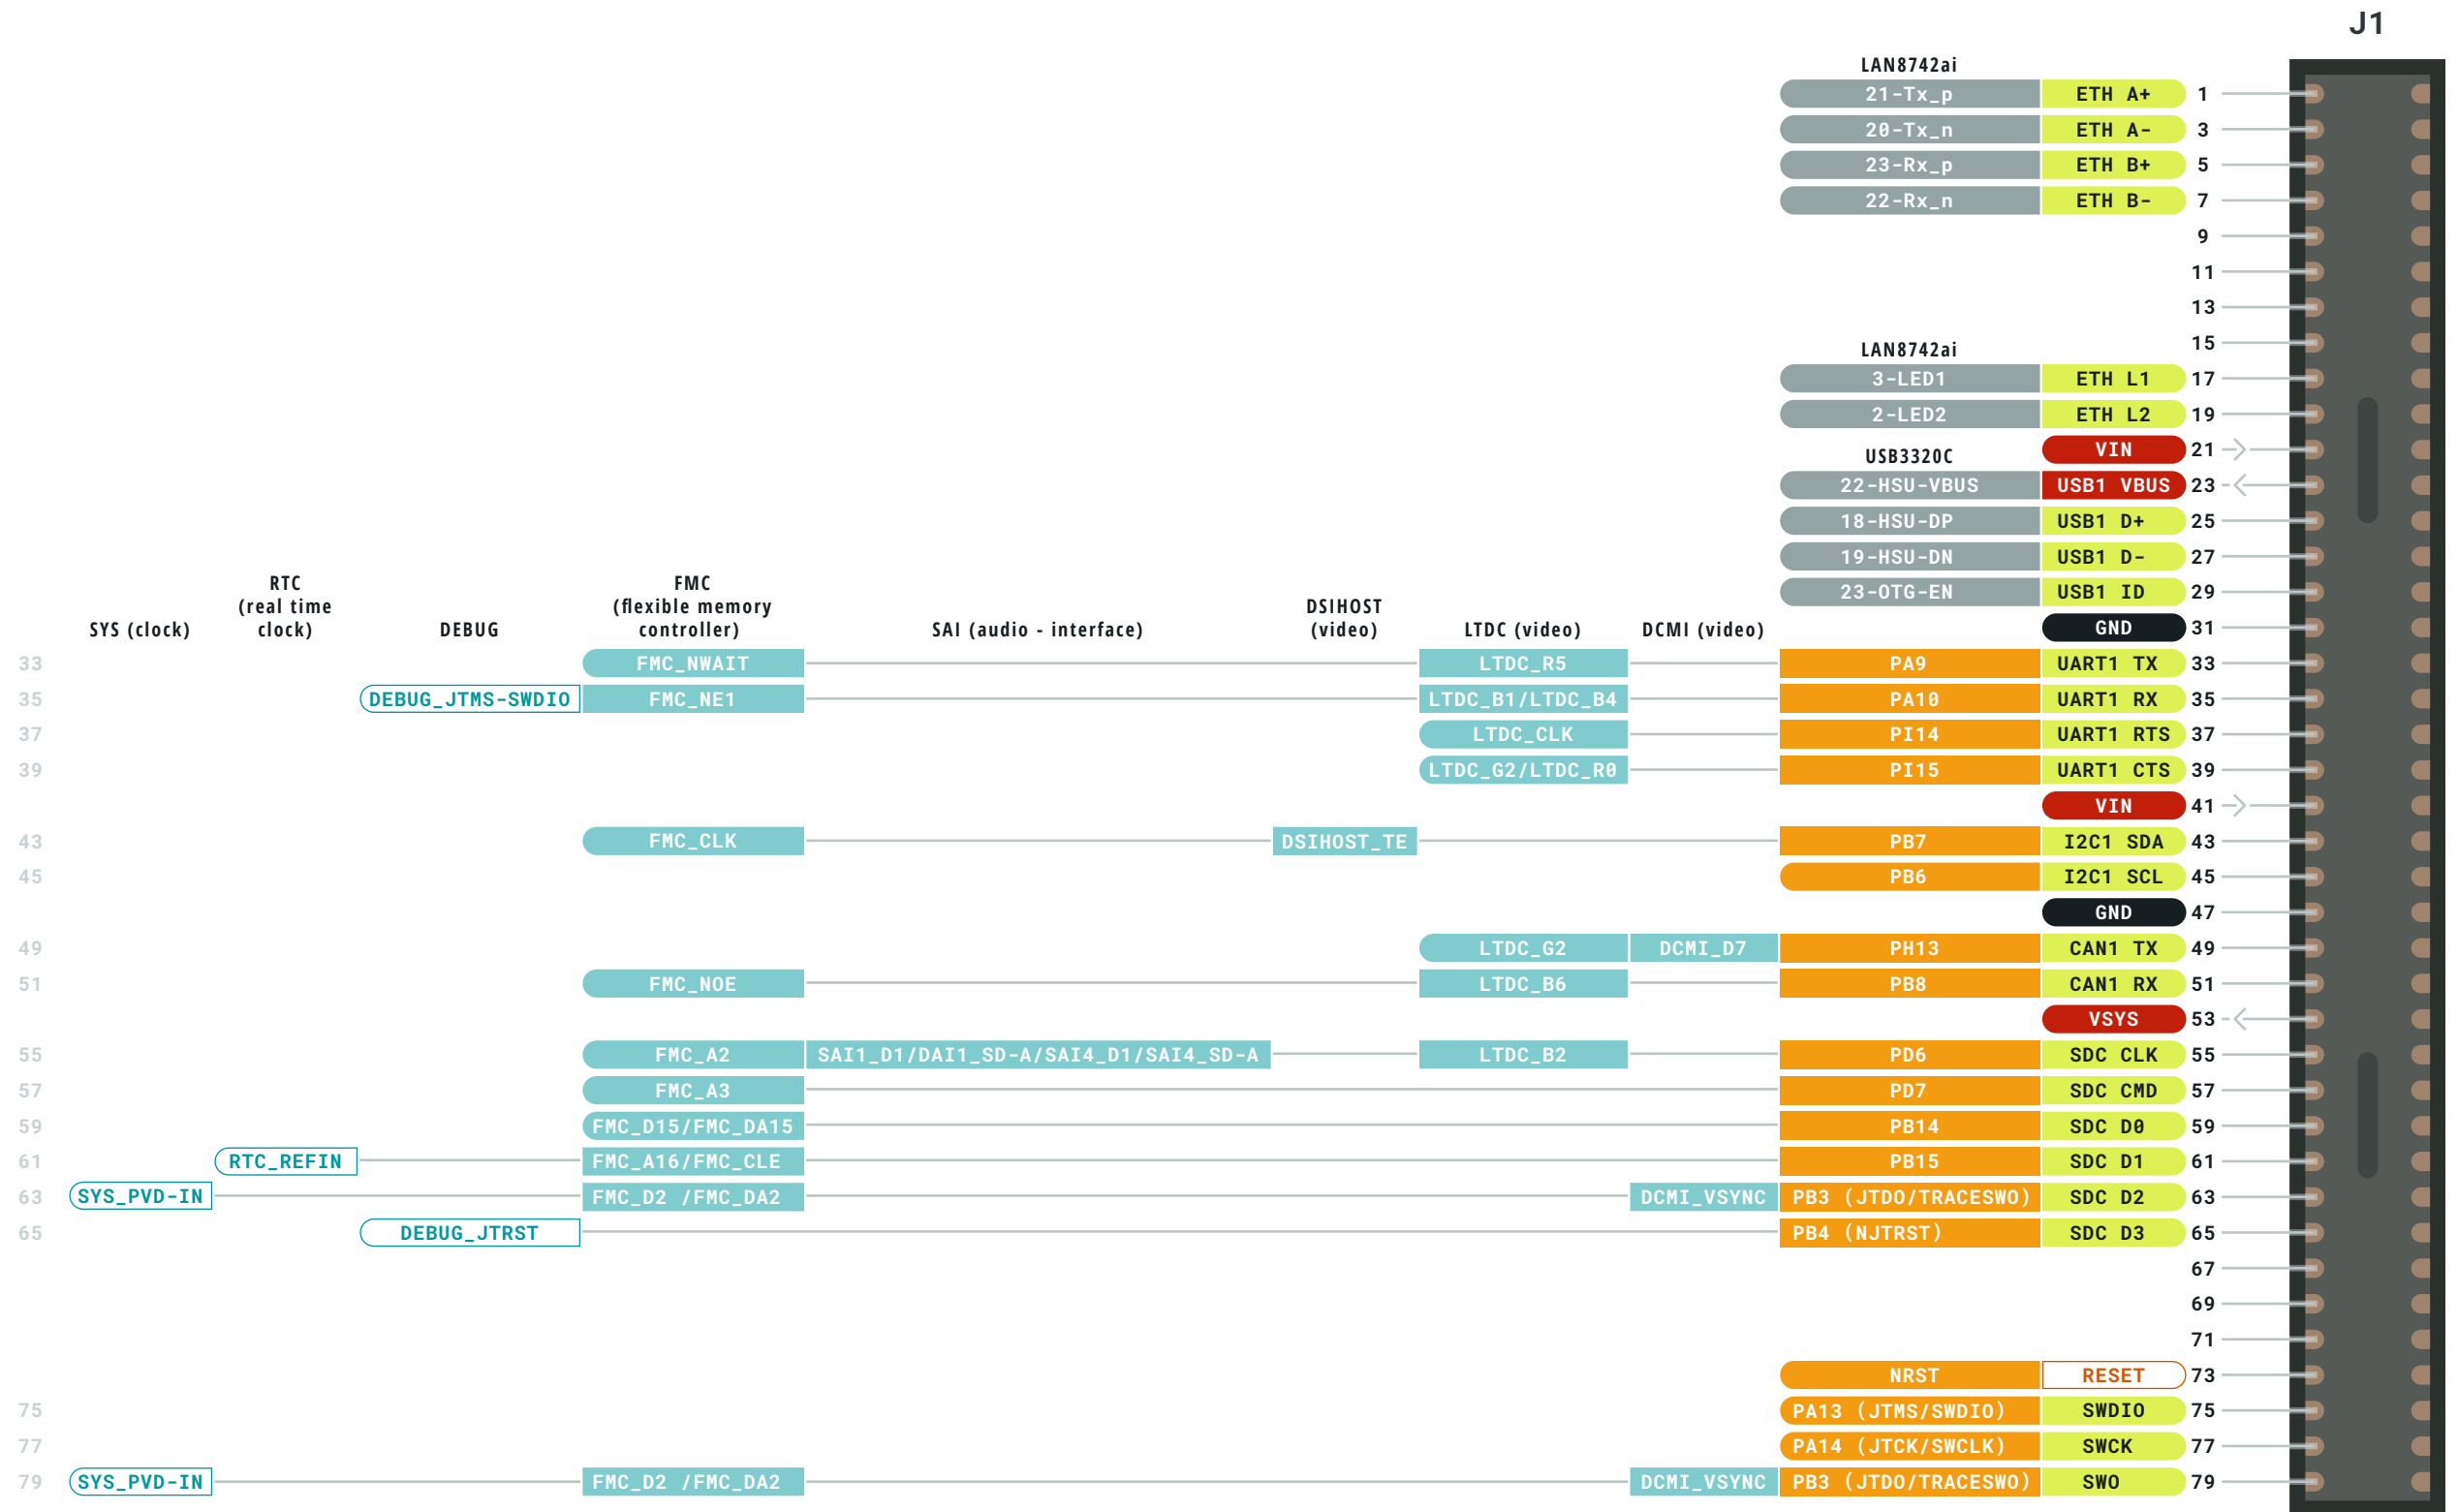 J1
LAN8742ai
21-Tx_p ETH A+ 1
20-Tx_n ETH A- 3
23-Rx_p ETH B+ 5
22-Rx_n ETH B- 7
9
11
13
15
LAN8742ai
3-LED1 ETH L1 17
2-LED2 ETH L2 19
VIN 21
USB3320C
22-HSU-VBUS USB1 VBUS 23
18-HSU-DP USB1 D+ 25
19-HSU-DN USB1 D- 27
23-OTG-EN USB1 ID 29
SYS (clock)
RTC
(real time
clock)
DEBUG
FMC
(flexible memory
controller)
SAI (audio - interface)
DSIHOST
(video)
LTDC (video)
DCMI (video)
GND 31
33 FMC_NWAIT LTDC_R5 PA9 UART1 TX 33
35 DEBUG_JTMS-SWDIO FMC_NE1 LTDC_B1/LTDC_B4 PA10 UART1 RX 35
37 LTDC_CLK PI14 UART1 RTS 37
39 LTDC_G2/LTDC_R0 PI15 UART1 CTS 39
VIN 41
43 FMC_CLK DSIHOST_TE PB7 I2C1 SDA 43
45 PB6 I2C1 SCL 45
GND 47
49 LTDC_G2 DCMI_D7 PH13 CAN1 TX 49
51 FMC_NOE LTDC_B6 PB8 CAN1 RX 51
VSYS 53
55 FMC_A2 SAI1_D1/DAI1_SD-A/SAI4_D1/SAI4_SD-A LTDC_B2 PD6 SDC CLK 55
57 FMC_A3 PD7 SDC CMD 57
59 FMC_D15/FMC_DA15 PB14 SDC D0 59
61 RTC_REFIN FMC_A16/FMC_CLE PB15 SDC D1 61
63 SYS_PVD-IN FMC_D2 /FMC_DA2 DCMI_VSYNC PB3 (JTDO/TRACESWO) SDC D2 63
65 DEBUG_JTRST PB4 (NJTRST) SDC D3 65
67
69
71
NRST RESET 73
75 PA13 (JTMS/SWDIO) SWDIO 75
77 PA14 (JTCK/SWCLK) SWCK 77
79 SYS_PVD-IN FMC_D2 /FMC_DA2 DCMI_VSYNC PB3 (JTDO/TRACESWO) SWO 79